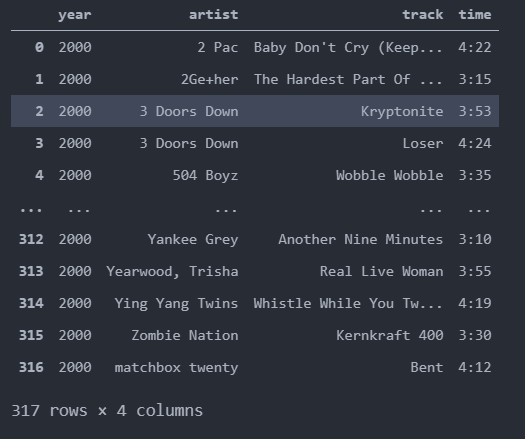 year artist track time
0 2000 2 Pac Baby Don't Cry (Keep... 4:22
1 2000 2Ge+her The Hardest Part Of ... 3:15
2 2000 3 Doors Down Kryptonite 3:53
3 2000 3 Doors Down Loser 4:24
4 2000 504 Boyz Wobble Wobble 3:35
... ... ... ... ...
312 2000 Yankee Grey Another Nine Minutes 3:10
313 2000 Yearwood, Trisha Real Live Woman 3:55
314 2000 Ying Yang Twins Whistle While You Tw... 4:19
315 2000 Zombie Nation Kernkraft 400 3:30
316 2000 matchbox twenty Bent 4:12
317 rows × 4 columns